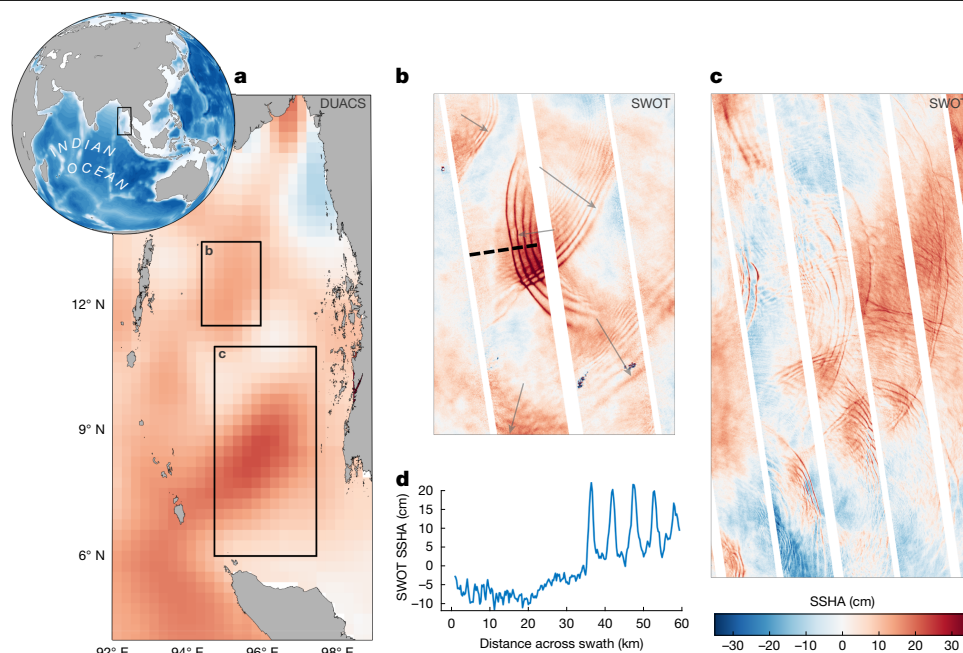 a
b
c
DUACS
SWOT
SWOT
INDIAN
OCEAN
b
12° N
c
9° N
6° N
92° E
94° E
96° E
98° E
d
SWOT SSHA (cm)
20
15
10
5
0
−5
−10
0
10
20
30
40
50
60
Distance across swath (km)
SSHA (cm)
−30
−20
−10
0
10
20
30